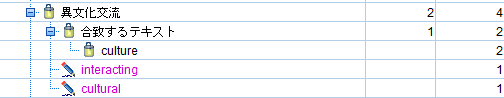 異文化交流 2 4
合致するテキスト 1 2
culture 2
interacting 1
cultural 1